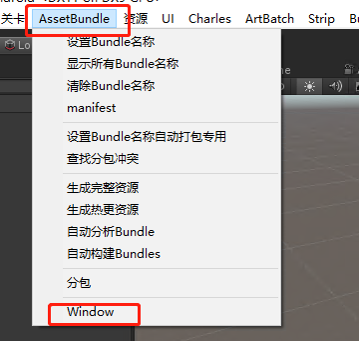 关卡 AssetBundle 资源 UI Charles ArtBatch Strip Bu
Lo
设置Bundle名称
显示所有Bundle名称
清除Bundle名称
manifest
设置Bundle名称自动打包专用
查找分包冲突
生成完整资源
生成热更资源
自动分析Bundle
自动构建Bundles
分包
Window